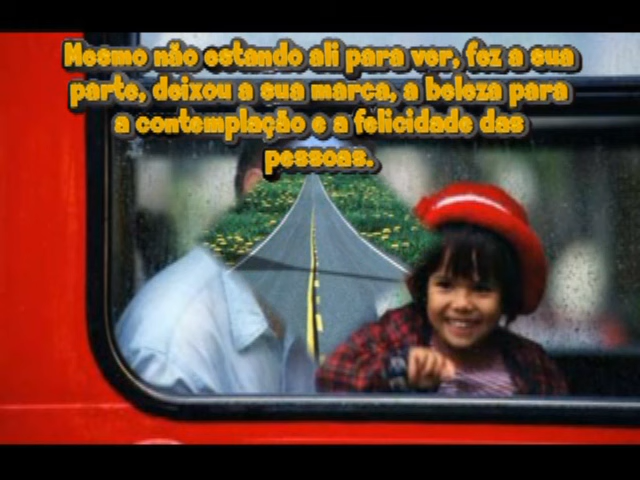 Mesmo não estando ali para ver, fez a sua
parte, deixou a sua marca, a beleza para
a contemplação e a felicidade das
pessoas.